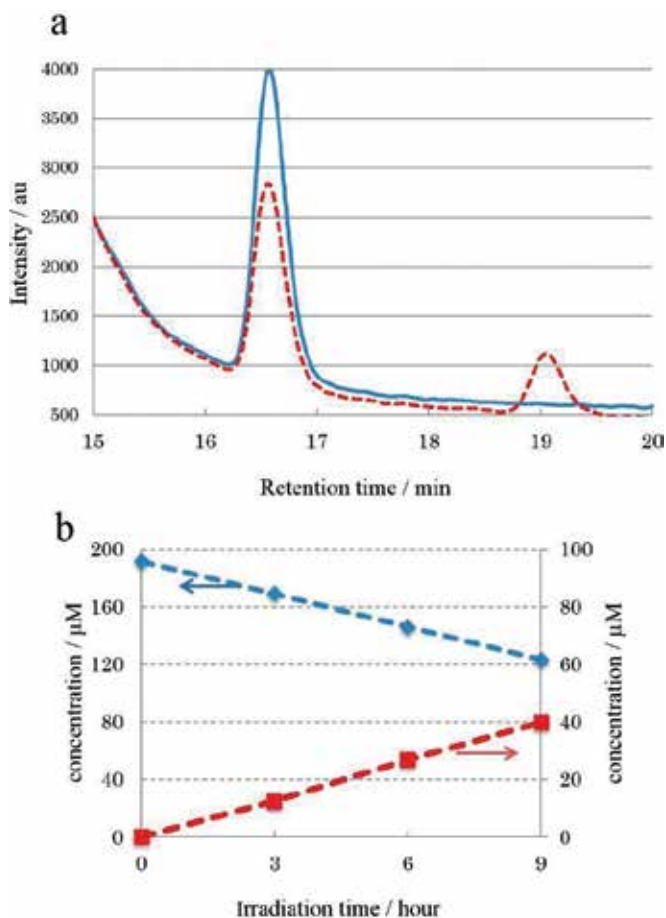 a
4000
3500
3000
2500
2000
1500
1000
500
Intensity / au
15 16 17 18 19 20
Retention time / min
b
200
160
120
80
40
0
concentration / μM
100
80
60
40
20
0
concentration / μM
0 3 6 9
Irradiation time / hour